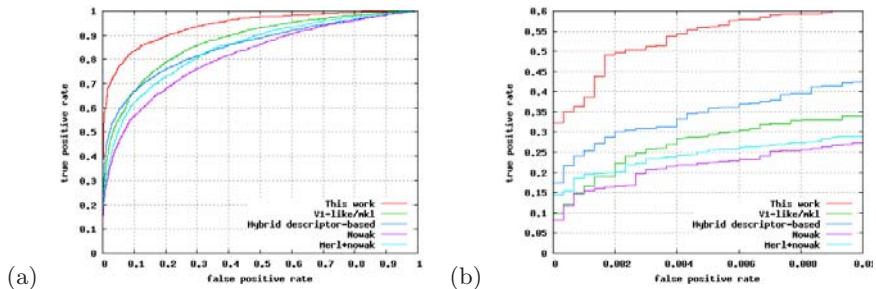 1
0.9
0.8
0.7
0.6
0.5
0.4
0.3
0.2
0.1
0
true positive rate
This work
V1-like/mkl
Hybrid descriptor-based
Nowak
Merl+nowak
0 0.1 0.2 0.3 0.4 0.5 0.6 0.7 0.8 0.9 1
false positive rate
(a)
0.6
0.55
0.5
0.45
0.4
0.35
0.3
0.25
0.2
0.15
0.1
0.05
0
true positive rate
This work
V1-like/mkl
Hybrid descriptor-based
Nowak
Merl+nowak
0 0.002 0.004 0.006 0.008 0.01
false positive rate
(b)